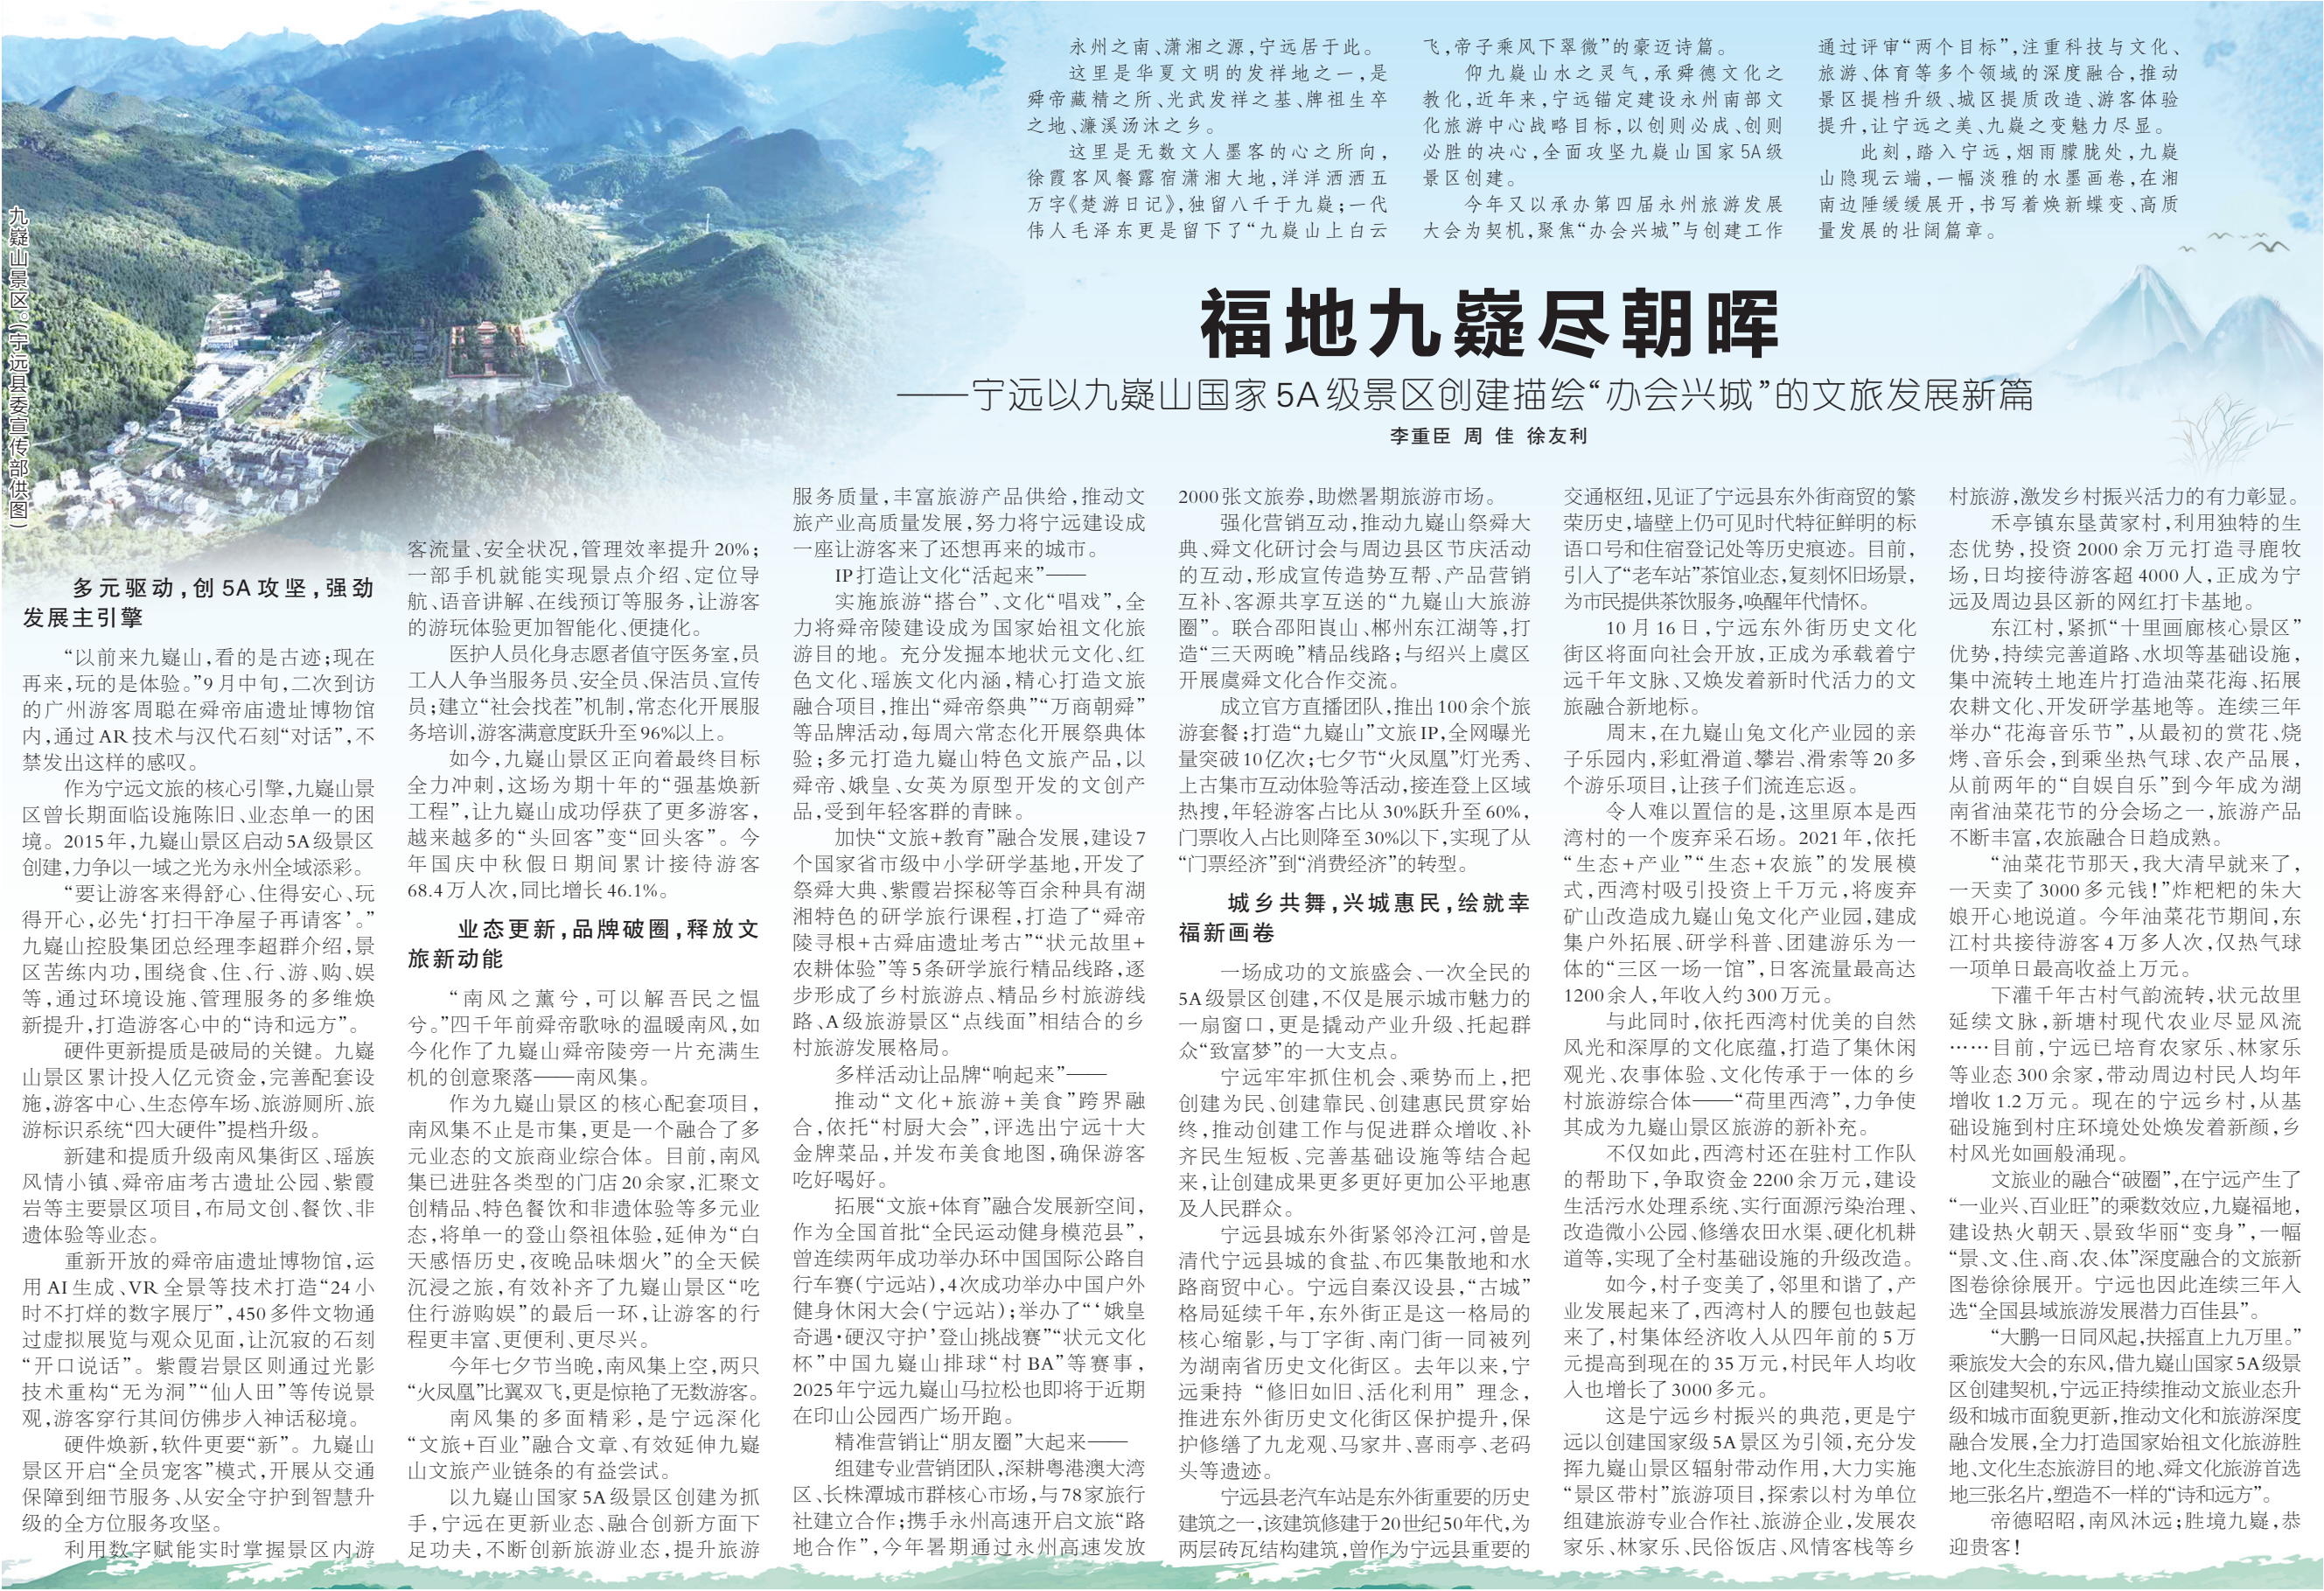 永州之南、潇湘之源，宁远居于此。
这里是华夏文明的发祥地之一，是
舜帝藏精之所、光武发祥之基、牌祖生卒
之地、濂溪汤沐之乡。
这里是无数文人墨客的心之所向，
徐霞客风餐露宿潇湘大地，洋洋洒洒五
万字《楚游日记》，独留八千于九嶷；一代
伟人毛泽东更是留下了“九嶷山上白云
飞，帝子乘风下翠微”的豪迈诗篇。
仰九嶷山水之灵气，承舜德文化之
教化，近年来，宁远锚定建设永州南部文
化旅游中心战略目标，以创则必成、创则
必胜的决心，全面攻坚九嶷山国家5A级
景区创建。
今年又以承办第四届永州旅游发展
大会为契机，聚焦“办会兴城”与创建工作
通过评审“两个目标”，注重科技与文化、
旅游、体育等多个领域的深度融合，推动
景区提档升级、城区提质改造、游客体验
提升，让宁远之美、九嶷之变魅力尽显。
此刻，踏入宁远，烟雨朦胧处，九嶷
山隐现云端，一幅淡雅的水墨画卷，在湘
南边陲缓缓展开，书写着焕新蝶变、高质
量发展的壮阔篇章。
福地九嶷尽朝晖
——宁远以九嶷山国家5A级景区创建描绘“办会兴城”的文旅发展新篇
李重臣 周 佳 徐友利
九嶷山景区。（宁远县委宣传部供图）
多元驱动，创5A攻坚，强劲
发展主引擎
“以前来九嶷山，看的是古迹；现在
再来，玩的是体验。”9月中旬，二次到访
的广州游客周聪在舜帝庙遗址博物馆
内，通过AR技术与汉代石刻“对话”，不
禁发出这样的感叹。
作为宁远文旅的核心引擎，九嶷山景
区曾长期面临设施陈旧、业态单一的困
境。2015年，九嶷山景区启动5A级景区
创建，力争以一域之光为永州全域添彩。
“要让游客来得舒心、住得安心、玩
得开心，必先‘打扫干净屋子再请客’。”
九嶷山控股集团总经理李超群介绍，景
区苦练内功，围绕食、住、行、游、购、娱
等，通过环境设施、管理服务的多维焕
新提升，打造游客心中的“诗和远方”。
硬件更新提质是破局的关键。九嶷
山景区累计投入亿元资金，完善配套设
施，游客中心、生态停车场、旅游厕所、旅
游标识系统“四大硬件”提档升级。
新建和提质升级南风集街区、瑶族
风情小镇、舜帝庙考古遗址公园、紫霞
岩等主要景区项目，布局文创、餐饮、非
遗体验等业态。
重新开放的舜帝庙遗址博物馆，运
用AI生成、VR全景等技术打造“24小
时不打烊的数字展厅”，450多件文物通
过虚拟展览与观众见面，让沉寂的石刻
“开口说话”。紫霞岩景区则通过光影
技术重构“无为洞”“仙人田”等传说景
观，游客穿行其间仿佛步入神话秘境。
硬件焕新，软件更要“新”。九嶷山
景区开启“全员宠客”模式，开展从交通
保障到细节服务、从安全守护到智慧升
级的全方位服务攻坚。
利用数字赋能实时掌握景区内游
客流量、安全状况，管理效率提升20%；
一部手机就能实现景点介绍、定位导
航、语音讲解、在线预订等服务，让游客
的游玩体验更加智能化、便捷化。
医护人员化身志愿者值守医务室，员
工人人争当服务员、安全员、保洁员、宣传
员；建立“社会找茬”机制，常态化开展服
务培训，游客满意度跃升至96%以上。
如今，九嶷山景区正向着最终目标
全力冲刺，这场为期十年的“强基焕新
工程”，让九嶷山成功俘获了更多游客，
越来越多的“头回客”变“回头客”。今
年国庆中秋假日期间累计接待游客
68.4万人次，同比增长46.1%。
业态更新，品牌破圈，释放文
旅新动能
“南风之薰兮，可以解吾民之愠
兮。”四千年前舜帝歌咏的温暖南风，如
今化作了九嶷山舜帝陵旁一片充满生
机的创意聚落——南风集。
作为九嶷山景区的核心配套项目，
南风集不止是市集，更是一个融合了多
元业态的文旅商业综合体。目前，南风
集已进驻各类型的门店20余家，汇聚文
创精品、特色餐饮和非遗体验等多元业
态，将单一的登山祭祖体验，延伸为“白
天感悟历史，夜晚品味烟火”的全天候
沉浸之旅，有效补齐了九嶷山景区“吃
住行游购娱”的最后一环，让游客的行
程更丰富、更便利、更尽兴。
今年七夕节当晚，南风集上空，两只
“火凤凰”比翼双飞，更是惊艳了无数游客。
南风集的多面精彩，是宁远深化
“文旅+百业”融合文章、有效延伸九嶷
山文旅产业链条的有益尝试。
以九嶷山国家5A级景区创建为抓
手，宁远在更新业态、融合创新方面下
足功夫，不断创新旅游业态，提升旅游
服务质量，丰富旅游产品供给，推动文
旅产业高质量发展，努力将宁远建设成
一座让游客来了还想再来的城市。
IP打造让文化“活起来”——
实施旅游“搭台”、文化“唱戏”，全
力将舜帝陵建设成为国家始祖文化旅
游目的地。充分发掘本地状元文化、红
色文化、瑶族文化内涵，精心打造文旅
融合项目，推出“舜帝祭典”“万商朝舜”
等品牌活动，每周六常态化开展祭典体
验；多元打造九嶷山特色文旅产品，以
舜帝、娥皇、女英为原型开发的文创产
品，受到年轻客群的青睐。
加快“文旅+教育”融合发展，建设7
个国家省市级中小学研学基地，开发了
祭舜大典、紫霞岩探秘等百余种具有湖
湘特色的研学旅行课程，打造了“舜帝
陵寻根+古舜庙遗址考古”“状元故里+
农耕体验”等5条研学旅行精品线路，逐
步形成了乡村旅游点、精品乡村旅游线
路、A级旅游景区“点线面”相结合的乡
村旅游发展格局。
多样活动让品牌“响起来”——
推动“文化+旅游+美食”跨界融
合，依托“村厨大会”，评选出宁远十大
金牌菜品，并发布美食地图，确保游客
吃好喝好。
拓展“文旅+体育”融合发展新空间，
作为全国首批“全民运动健身模范县”，
曾连续两年成功举办环中国国际公路自
行车赛（宁远站），4次成功举办中国户外
健身休闲大会（宁远站）；举办了“‘娥皇
奇遇·硬汉守护’登山挑战赛”“状元文化
杯”中国九嶷山排球“村BA”等赛事，
2025年宁远九嶷山马拉松也即将于近期
在印山公园西广场开跑。
精准营销让“朋友圈”大起来——
组建专业营销团队，深耕粤港澳大湾
区、长株潭城市群核心市场，与78家旅行
社建立合作；携手永州高速开启文旅“路
地合作”，今年暑期通过永州高速发放
2000张文旅券，助燃暑期旅游市场。
强化营销互动，推动九嶷山祭舜大
典、舜文化研讨会与周边县区节庆活动
的互动，形成宣传造势互帮、产品营销
互补、客源共享互送的“九嶷山大旅游
圈”。联合邵阳崀山、郴州东江湖等，打
造“三天两晚”精品线路；与绍兴上虞区
开展虞舜文化合作交流。
成立官方直播团队，推出100余个旅
游套餐；打造“九嶷山”文旅IP，全网曝光
量突破10亿次；七夕节“火凤凰”灯光秀、
上古集市互动体验等活动，接连登上区域
热搜，年轻游客占比从30%跃升至60%，
门票收入占比则降至30%以下，实现了从
“门票经济”到“消费经济”的转型。
城乡共舞，兴城惠民，绘就幸
福新画卷
一场成功的文旅盛会、一次全民的
5A级景区创建，不仅是展示城市魅力的
一扇窗口，更是撬动产业升级、托起群
众“致富梦”的一大支点。
宁远牢牢抓住机会、乘势而上，把
创建为民、创建靠民、创建惠民贯穿始
终，推动创建工作与促进群众增收、补
齐民生短板、完善基础设施等结合起
来，让创建成果更多更好更加公平地惠
及人民群众。
宁远县城东外街紧邻泠江河，曾是
清代宁远县城的食盐、布匹集散地和水
路商贸中心。宁远自秦汉设县，“古城”
格局延续千年，东外街正是这一格局的
核心缩影，与丁字街、南门街一同被列
为湖南省历史文化街区。去年以来，宁
远秉持“修旧如旧、活化利用”理念，
推进东外街历史文化街区保护提升，保
护修缮了九龙观、马家井、喜雨亭、老码
头等遗迹。
宁远县老汽车站是东外街重要的历史
建筑之一，该建筑修建于20世纪50年代，为
两层砖瓦结构建筑，曾作为宁远县重要的
交通枢纽，见证了宁远县东外街商贸的繁
荣历史，墙壁上仍可见时代特征鲜明的标
语口号和住宿登记处等历史痕迹。目前，
引入了“老车站”茶馆业态，复刻怀旧场景，
为市民提供茶饮服务，唤醒年代情怀。
10月16日，宁远东外街历史文化
街区将面向社会开放，正成为承载着宁
远千年文脉、又焕发着新时代活力的文
旅融合新地标。
周末，在九嶷山兔文化产业园的亲
子乐园内，彩虹滑道、攀岩、滑索等20多
个游乐项目，让孩子们流连忘返。
令人难以置信的是，这里原本是西
湾村的一个废弃采石场。2021年，依托
“生态+产业”“生态+农旅”的发展模
式，西湾村吸引投资上千万元，将废弃
矿山改造成九嶷山兔文化产业园，建成
集户外拓展、研学科普、团建游乐为一
体的“三区一场一馆”，日客流量最高达
1200余人，年收入约300万元。
与此同时，依托西湾村优美的自然
风光和深厚的文化底蕴，打造了集休闲
观光、农事体验、文化传承于一体的乡
村旅游综合体——“荷里西湾”，力争使
其成为九嶷山景区旅游的新补充。
不仅如此，西湾村还在驻村工作队
的帮助下，争取资金2200余万元，建设
生活污水处理系统、实行面源污染治理、
改造微小公园、修缮农田水渠、硬化机耕
道等，实现了全村基础设施的升级改造。
如今，村子变美了，邻里和谐了，产
业发展起来了，西湾村人的腰包也鼓起
来了，村集体经济收入从四年前的5万
元提高到现在的35万元，村民年人均收
入也增长了3000多元。
这是宁远乡村振兴的典范，更是宁
远以创建国家级5A景区为引领，充分发
挥九嶷山景区辐射带动作用，大力实施
“景区带村”旅游项目，探索以村为单位
组建旅游专业合作社、旅游企业，发展农
家乐、林家乐、民俗饭店、风情客栈等乡
村旅游，激发乡村振兴活力的有力彰显。
禾亭镇东垦黄家村，利用独特的生
态优势，投资2000余万元打造寻鹿牧
场，日均接待游客超4000人，正成为宁
远及周边县区新的网红打卡基地。
东江村，紧抓“十里画廊核心景区”
优势，持续完善道路、水坝等基础设施，
集中流转土地连片打造油菜花海、拓展
农耕文化、开发研学基地等。连续三年
举办“花海音乐节”，从最初的赏花、烧
烤、音乐会，到乘坐热气球、农产品展，
从前两年的“自娱自乐”到今年成为湖
南省油菜花节的分会场之一，旅游产品
不断丰富，农旅融合日趋成熟。
“油菜花节那天，我大清早就来了，
一天卖了3000多元钱！”炸粑粑的朱大
娘开心地说道。今年油菜花节期间，东
江村共接待游客4万多人次，仅热气球
一项单日最高收益上万元。
下灌千年古村气韵流转，状元故里
延续文脉，新塘村现代农业尽显风流
……目前，宁远已培育农家乐、林家乐
等业态300余家，带动周边村民人均年
增收1.2万元。现在的宁远乡村，从基
础设施到村庄环境处处焕发着新颜，乡
村风光如画般涌现。
文旅业的融合“破圈”，在宁远产生了
“一业兴、百业旺”的乘数效应，九嶷福地，
建设热火朝天、景致华丽“变身”，一幅
“景、文、住、商、农、体”深度融合的文旅新
图卷徐徐展开。宁远也因此连续三年入
选“全国县域旅游发展潜力百佳县”。
“大鹏一日同风起，扶摇直上九万里。”
乘旅发大会的东风，借九嶷山国家5A级景
区创建契机，宁远正持续推动文旅业态升
级和城市面貌更新，推动文化和旅游深度
融合发展，全力打造国家始祖文化旅游胜
地、文化生态旅游目的地、舜文化旅游首选
地三张名片，塑造不一样的“诗和远方”。
帝德昭昭，南风沐远；胜境九嶷，恭
迎贵客！